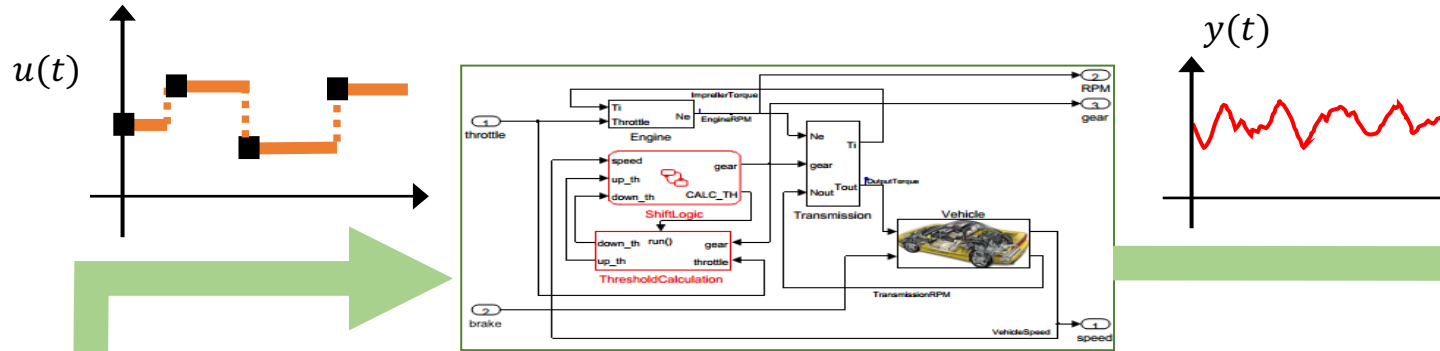 u(t)
y(t)
2
RPM
3
gear
ImprellerTorque
Ti
Throttle
Ne
Engine
EngineRPM
1
throttle
Ne
Ti
gear
Nout
Tout
Transmission
OutputTorque
speed
up_th
down_th
gear
CALC_TH
ShiftLogic
run()
down_th
up_th
gear
throttle
ThresholdCalculation
Vehicle
TransmissionRPM
2
brake
VehicleSpeed
1
speed